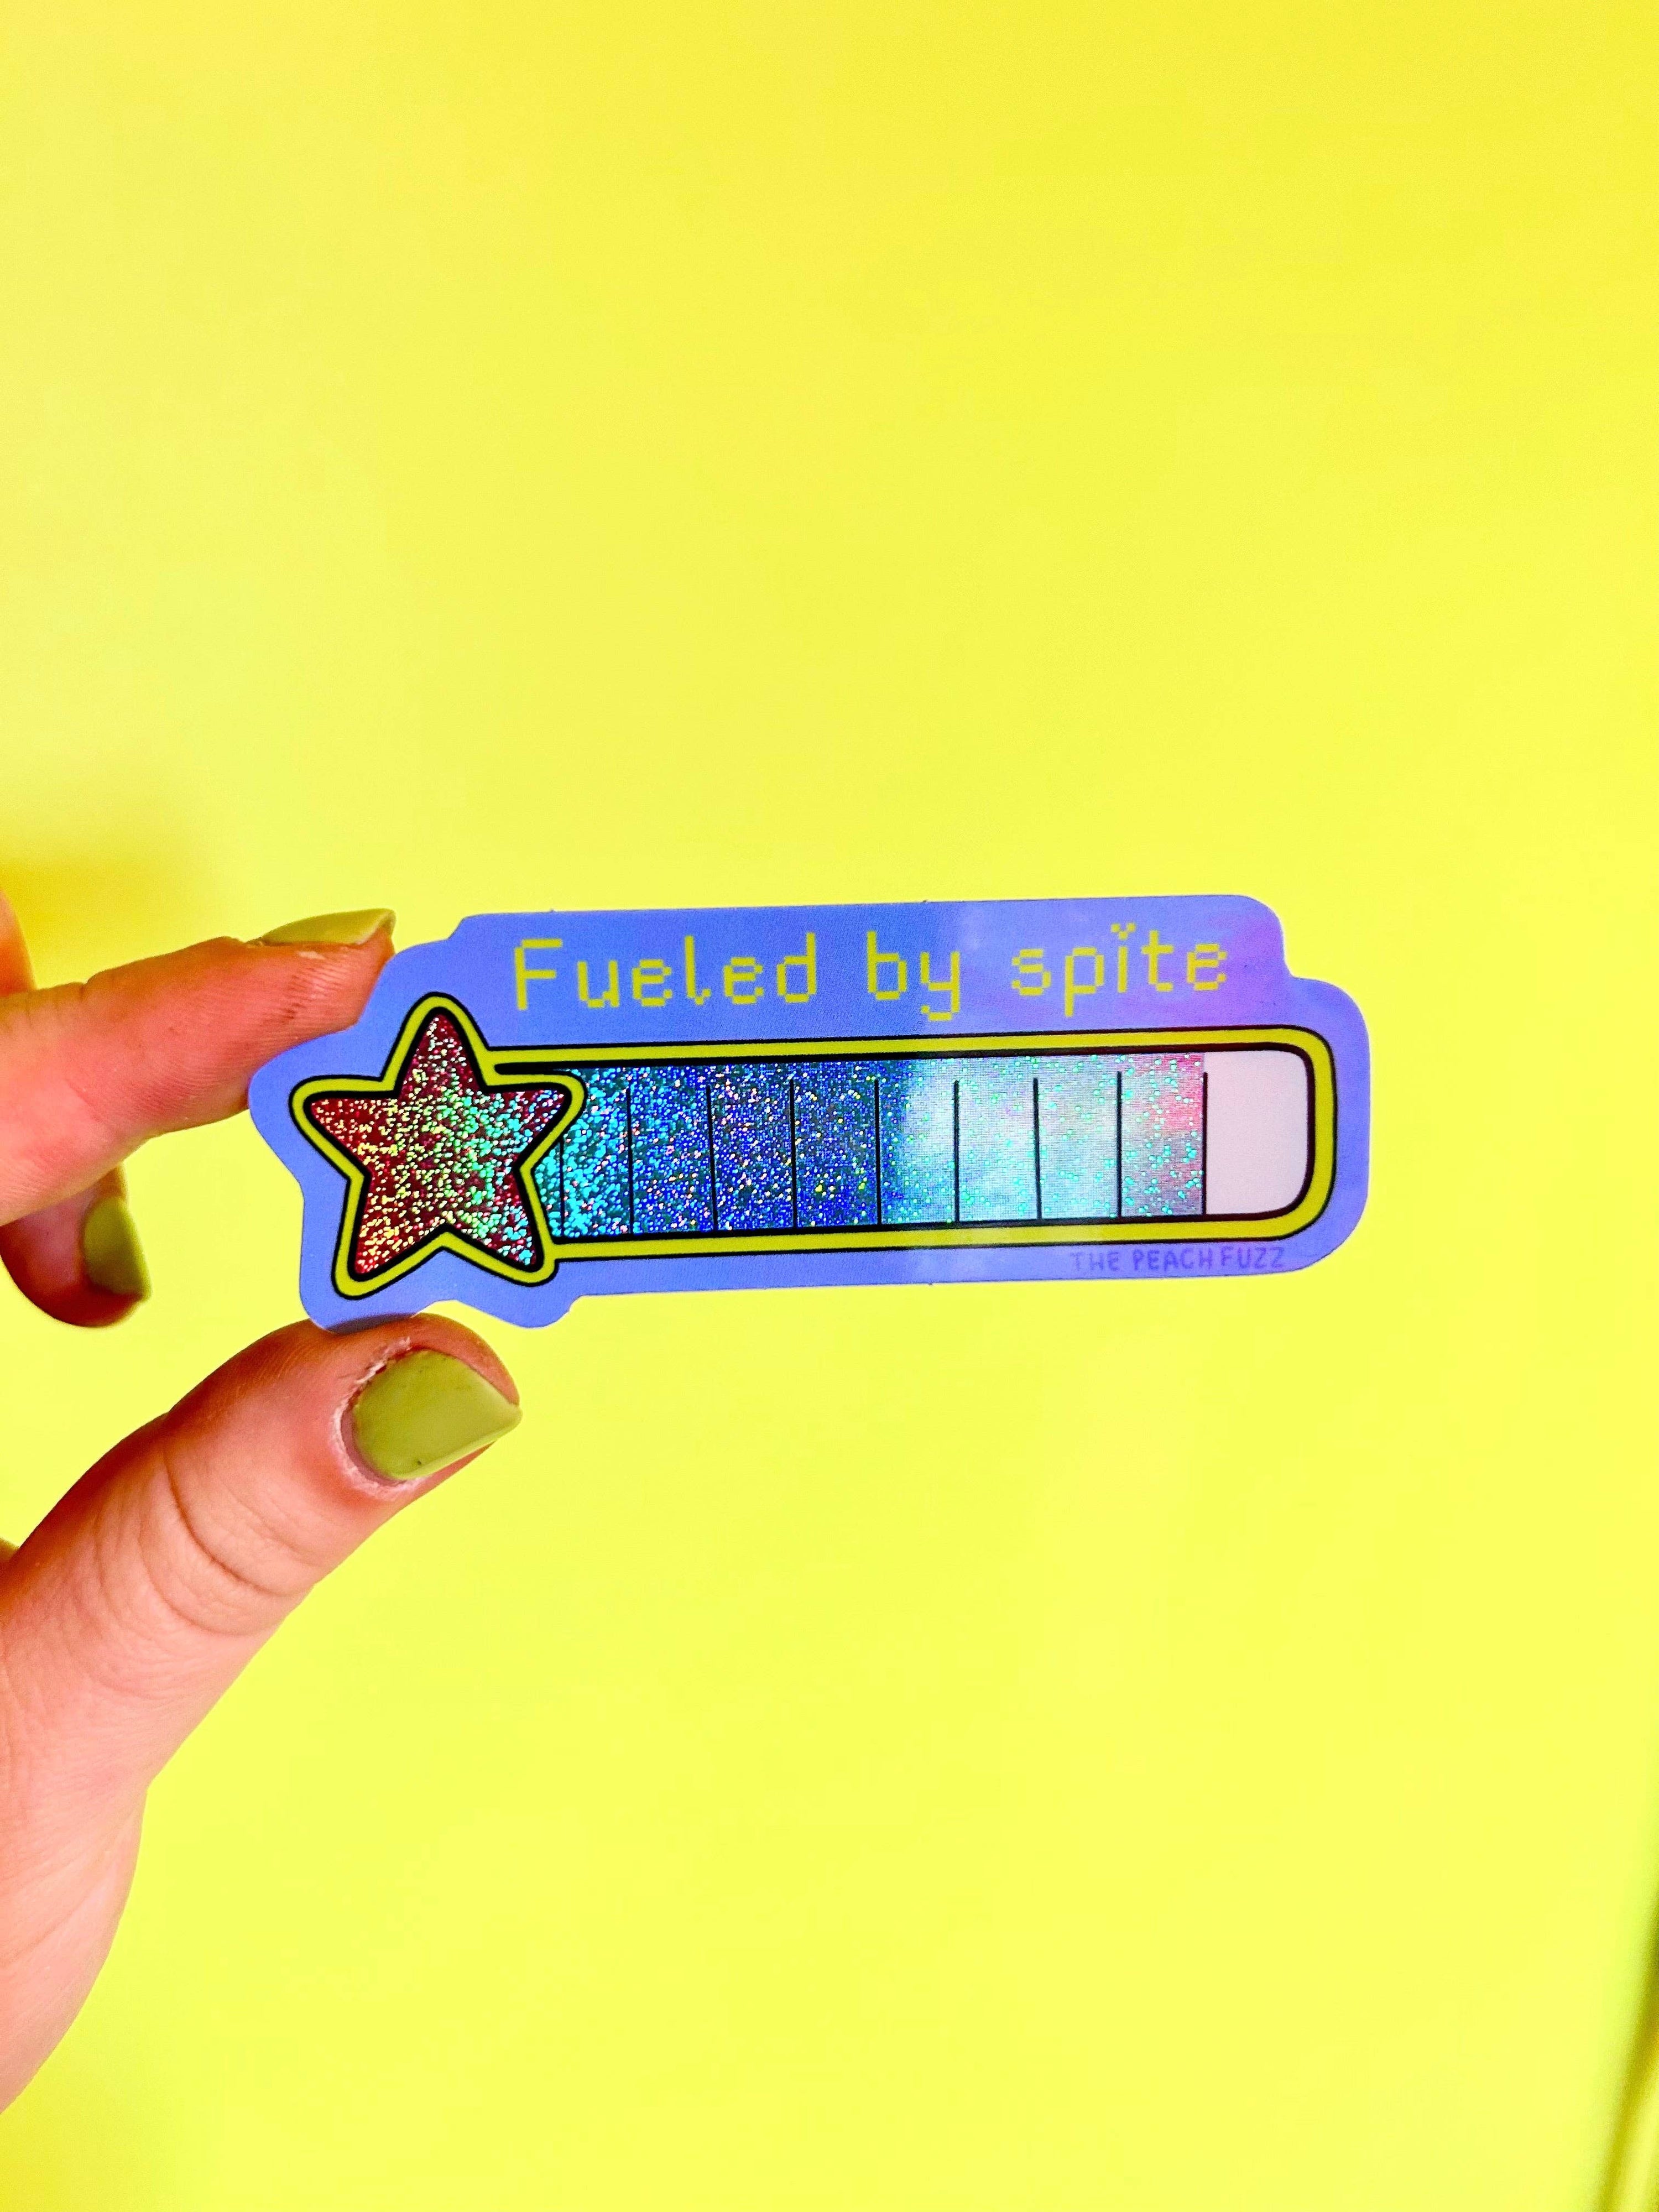 Fueled by spite
THE PEACH FUZZ